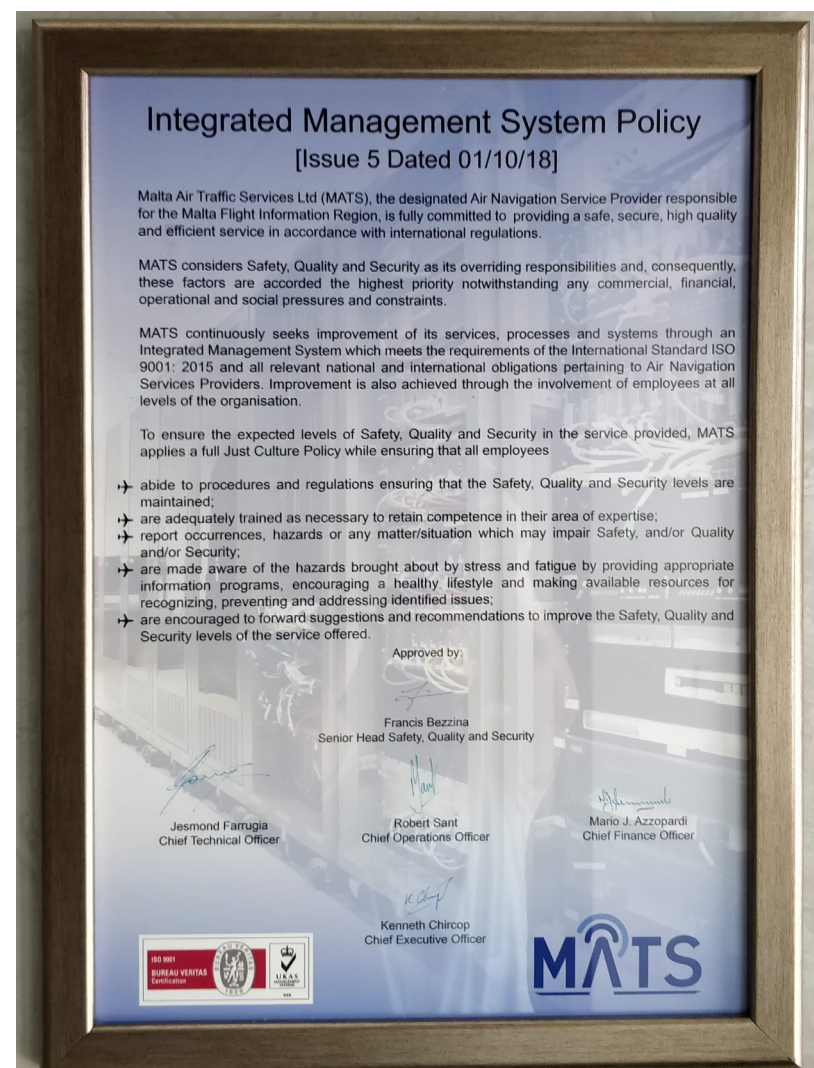 Integrated Management System Policy
[Issue 5 Dated 01/10/18]
Malta Air Traffic Services Ltd (MATS), the designated Air Navigation Service Provider responsible
for the Malta Flight Information Region, is fully committed to providing a safe, secure, high quality
and efficient service in accordance with international regulations.
MATS considers Safety, Quality and Security as its overriding responsibilities and, consequently,
these factors are accorded the highest priority notwithstanding any commercial, financial,
operational and social pressures and constraints.
MATS continuously seeks improvement of its services, processes and systems through an
Integrated Management System which meets the requirements of the International Standard ISO
9001: 2015 and all relevant national and international obligations pertaining to Air Navigation
Services Providers. Improvement is also achieved through the involvement of employees at all
levels of the organisation.
To ensure the expected levels of Safety, Quality and Security in the service provided, MATS
applies a full Just Culture Policy while ensuring that all employees
abide to procedures and regulations ensuring that the Safety, Quality and Security levels are
maintained;
are adequately trained as necessary to retain competence in their area of expertise;
report occurrences, hazards or any matter/situation which may impair Safety, and/or Quality
and/or Security;
are made aware of the hazards brought about by stress and fatigue by providing appropriate
information programs, encouraging a healthy lifestyle and making available resources for
recognizing, preventing and addressing identified issues;
are encouraged to forward suggestions and recommendations to improve the Safety, Quality and
Security levels of the service offered.
Approved by:
Francis Bezzina
Senior Head Safety, Quality and Security
Jesmond Farrugia
Chief Technical Officer
Robert Sant
Chief Operations Officer
Mario J. Azzopardi
Chief Finance Officer
Kenneth Chircop
Chief Executive Officer
ISO 9001
BUREAU VERITAS
Certification
BUREAU VERITAS
1828
UKAS
MANAGEMENT
SYSTEMS
008
MATS